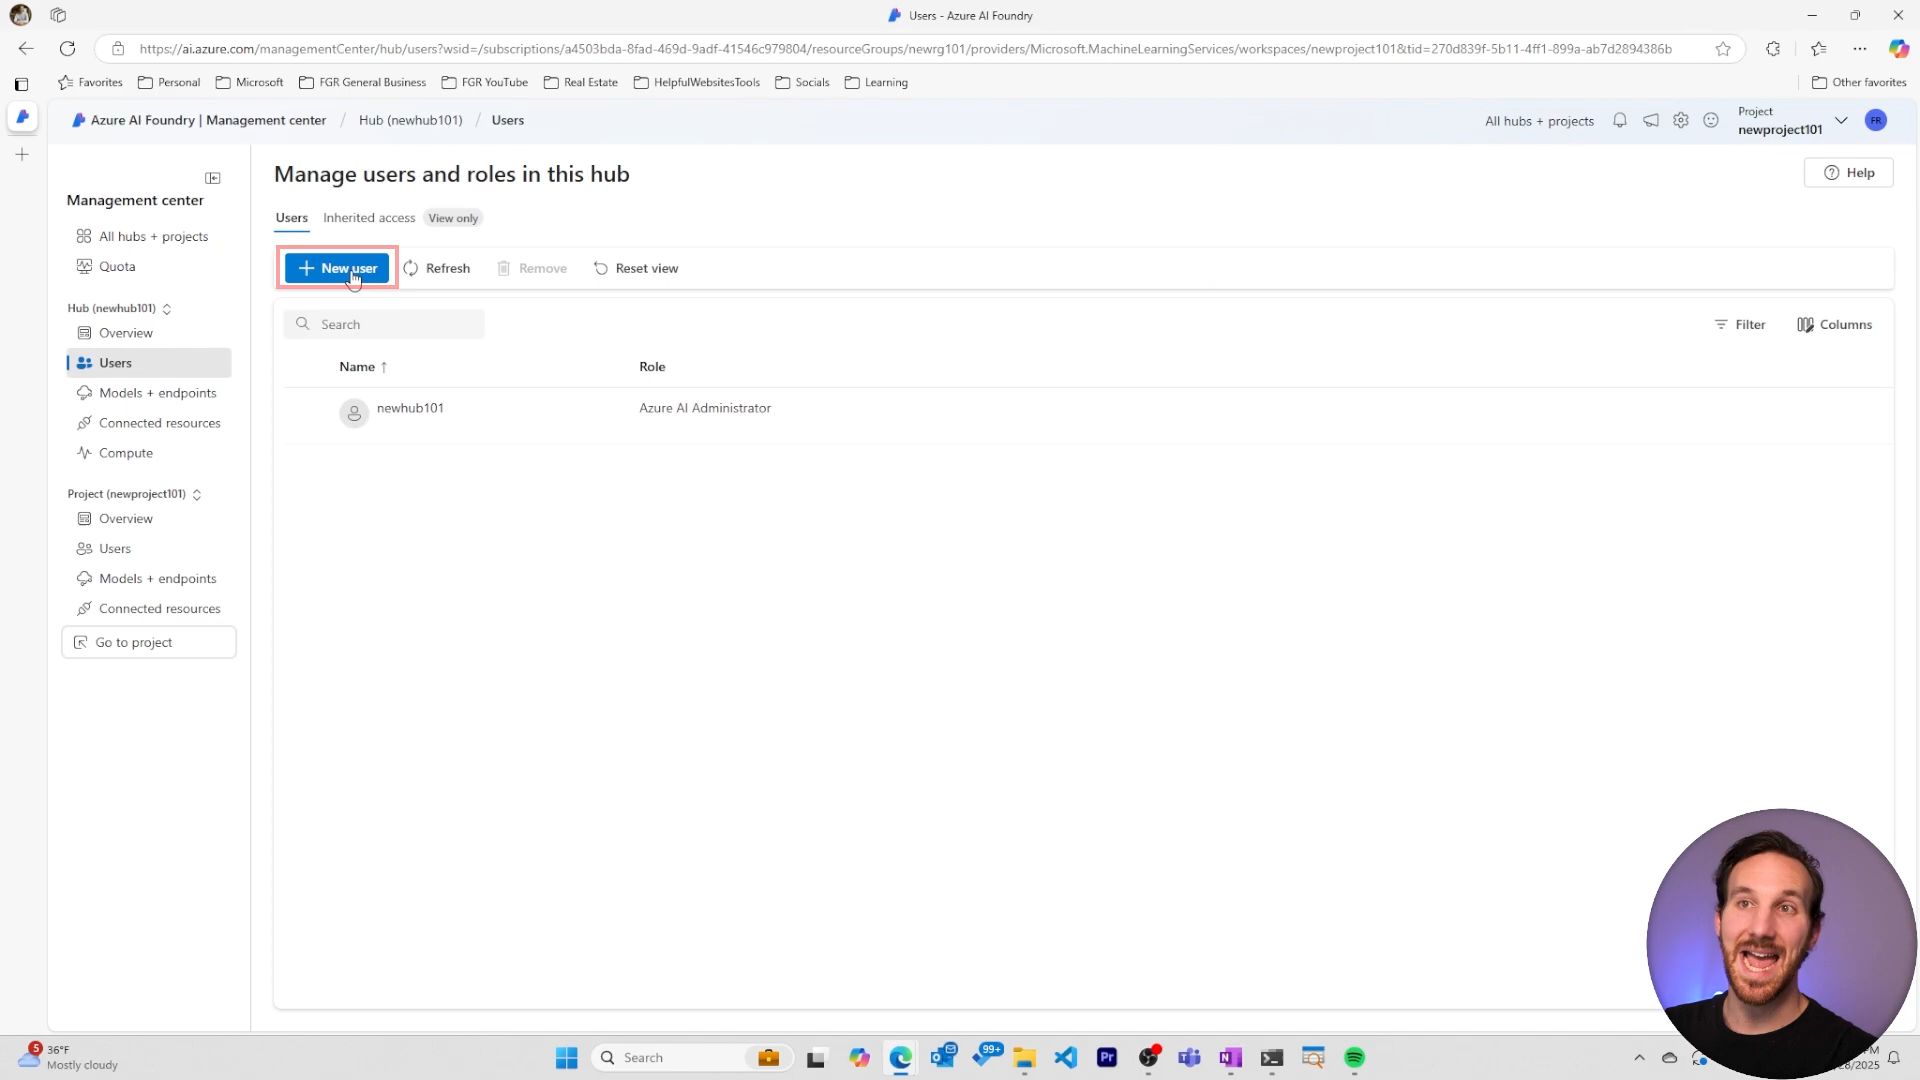 Users - Azure AI Foundry
https://ai.azure.com/managementCenter/hub/users?wsid=/subscriptions/a4503bda-8fad-469d-9adf-41546c979804/resourceGroups/newrg101/providers/Microsoft.MachineLearningServices/workspaces/newproject101&tid=270d839f-5b11-4ff1-899a-ab7d2894386b
Favorites Personal Microsoft FGR General Business FGR YouTube Real Estate HelpfulWebsitesTools Socials Learning Other favorites
Azure AI Foundry | Management center / Hub (newhub101) / Users All hubs + projects Project
newproject101 FR
Manage users and roles in this hub Help
Management center
Users Inherited access View only
All hubs + projects
Quota
New user Refresh Remove Reset view
Hub (newhub101)
Search Filter Columns
Overview
Users
Name ↑ Role
Models + endpoints
newhub101 Azure AI Administrator
Connected resources
Compute
Project (newproject101)
Overview
Users
Models + endpoints
Connected resources
Go to project
5 36°F
Mostly cloudy
Search
99+
Pr